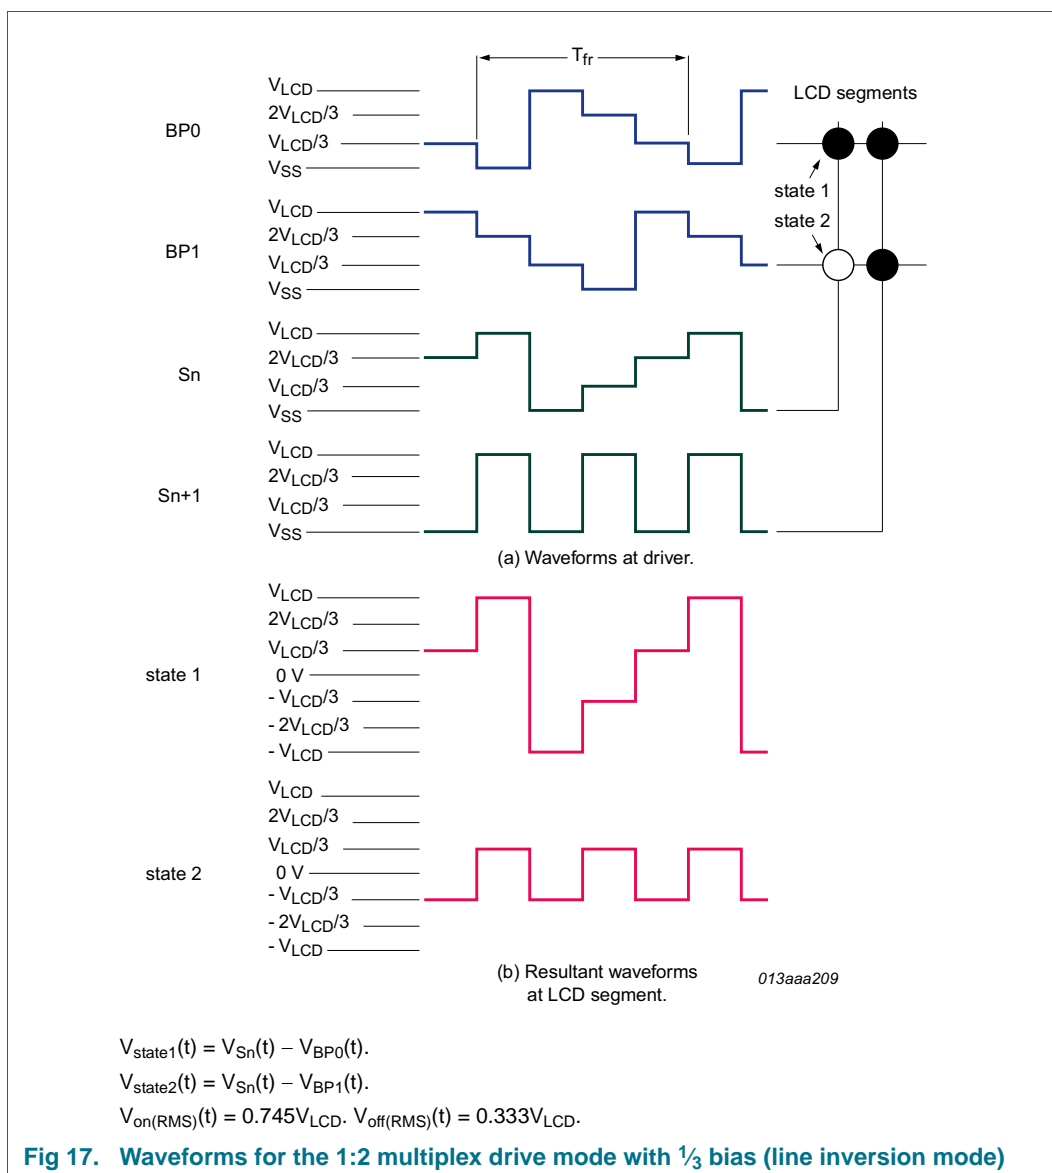 T_fr
V_LCD
2V_LCD/3
V_LCD/3
V_SS
BP0
LCD segments
state 1
V_LCD
2V_LCD/3
V_LCD/3
V_SS
BP1
state 2
V_LCD
2V_LCD/3
V_LCD/3
V_SS
Sn
V_LCD
2V_LCD/3
V_LCD/3
V_SS
Sn+1
(a) Waveforms at driver.
V_LCD
2V_LCD/3
V_LCD/3
0 V
- V_LCD/3
- 2V_LCD/3
- V_LCD
state 1
V_LCD
2V_LCD/3
V_LCD/3
0 V
- V_LCD/3
- 2V_LCD/3
- V_LCD
state 2
(b) Resultant waveforms
at LCD segment.
013aaa209
V_state1(t) = V_Sn(t) − V_BP0(t).
V_state2(t) = V_Sn(t) − V_BP1(t).
V_on(RMS)(t) = 0.745V_LCD. V_off(RMS)(t) = 0.333V_LCD.
Fig 17. Waveforms for the 1:2 multiplex drive mode with 1⁄3 bias (line inversion mode)